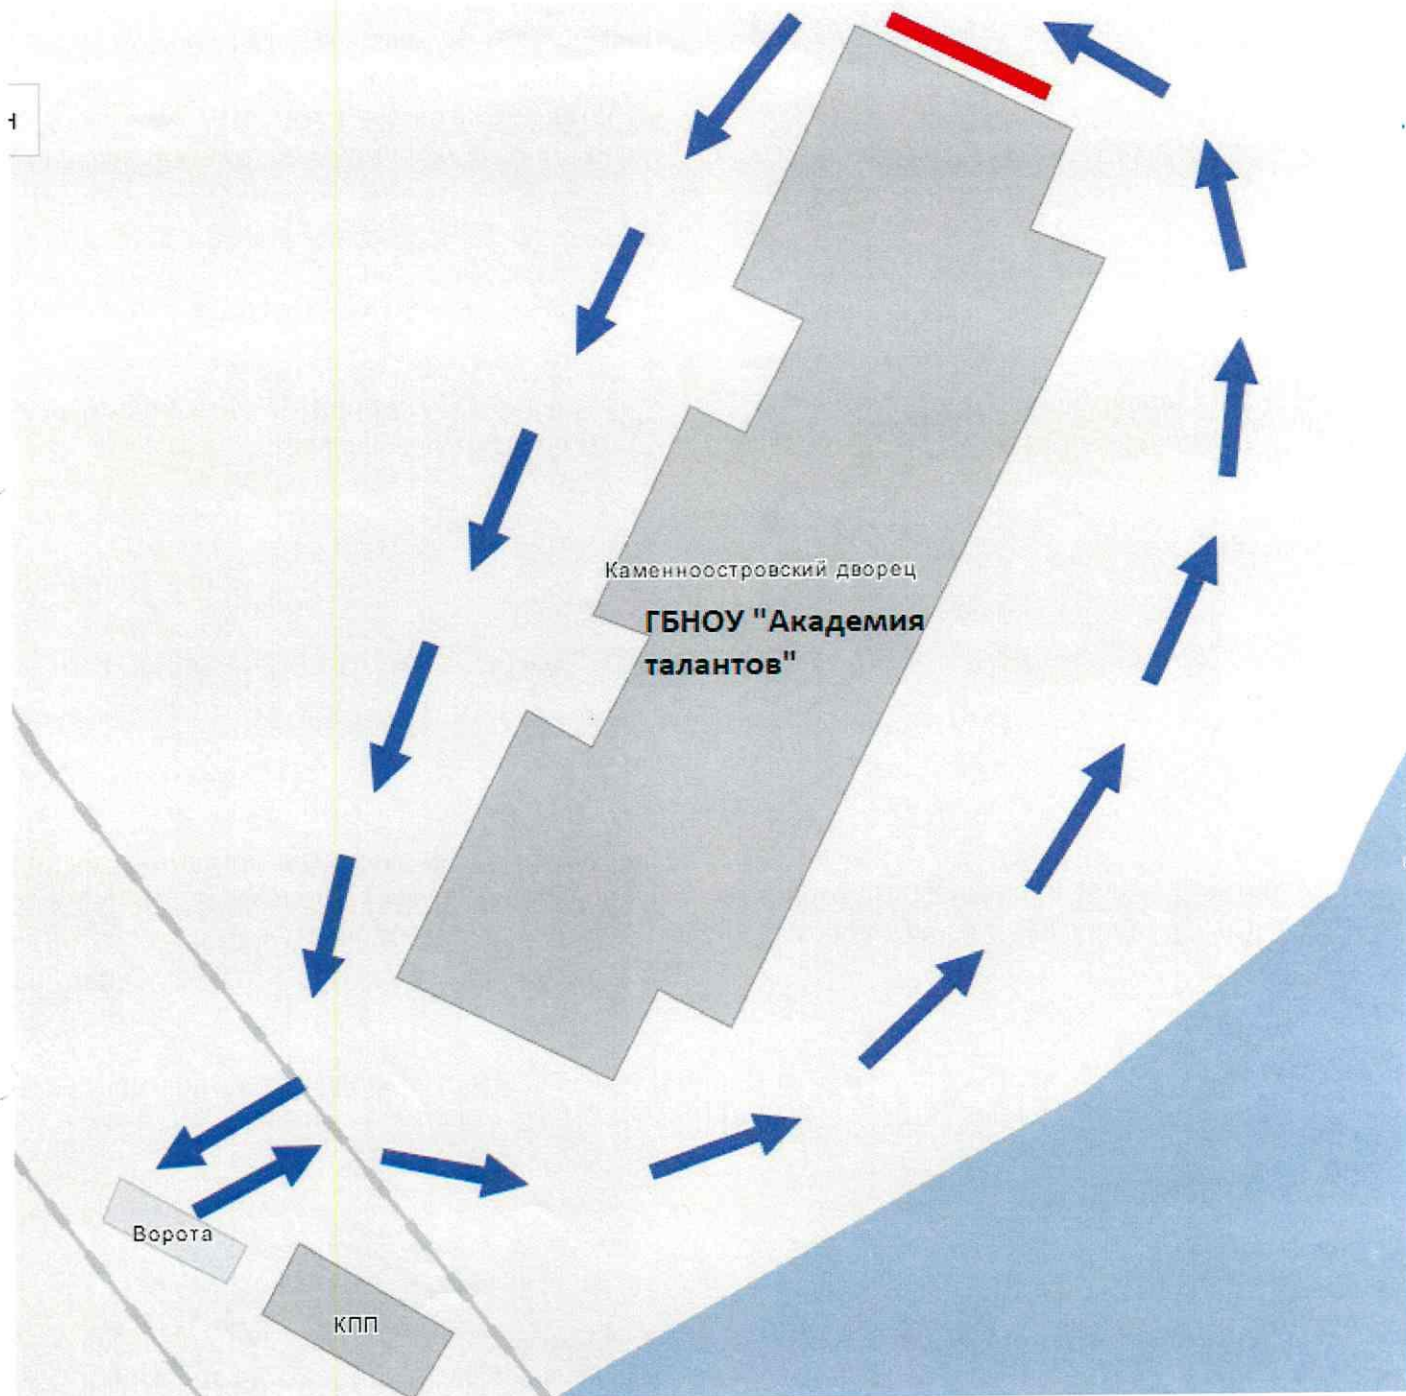 н
Каменноостровский дворец
ГБНОУ "Академия
талантов"
Ворота
КПП